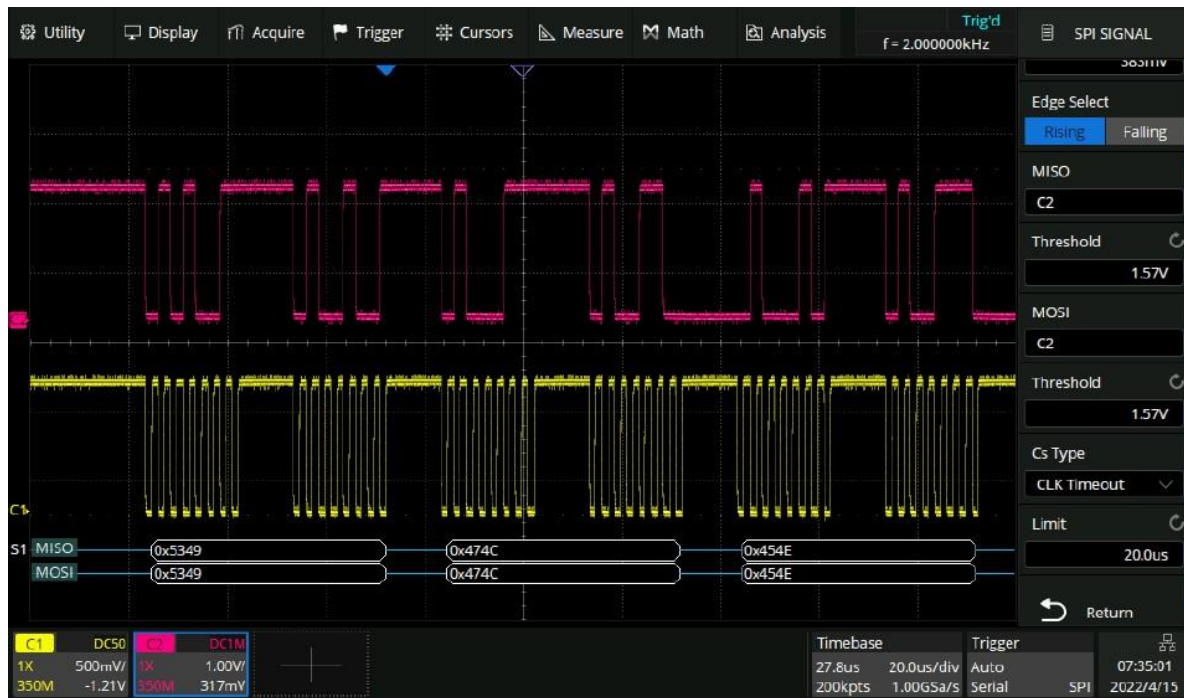 Utility Display Acquire Trigger Cursors Measure Math Analysis
Trig'd
f = 2.000000kHz
SPI SIGNAL
383mV
Edge Select
Rising Falling
MISO
C2
Threshold
1.57V
MOSI
C2
Threshold
1.57V
Cs Type
CLK Timeout
Limit
20.0us
Return
C1
S1 MISO 0x5349 0x474C 0x454E
MOSI 0x5349 0x474C 0x454E
C1 DC50 C2 DC1M
1X 500mV/ 1X 1.00V/
350M -1.21V 350M 317mV
Timebase Trigger
27.8us 20.0us/div Auto 07:35:01
200kpts 1.00GSa/s Serial SPI 2022/4/15